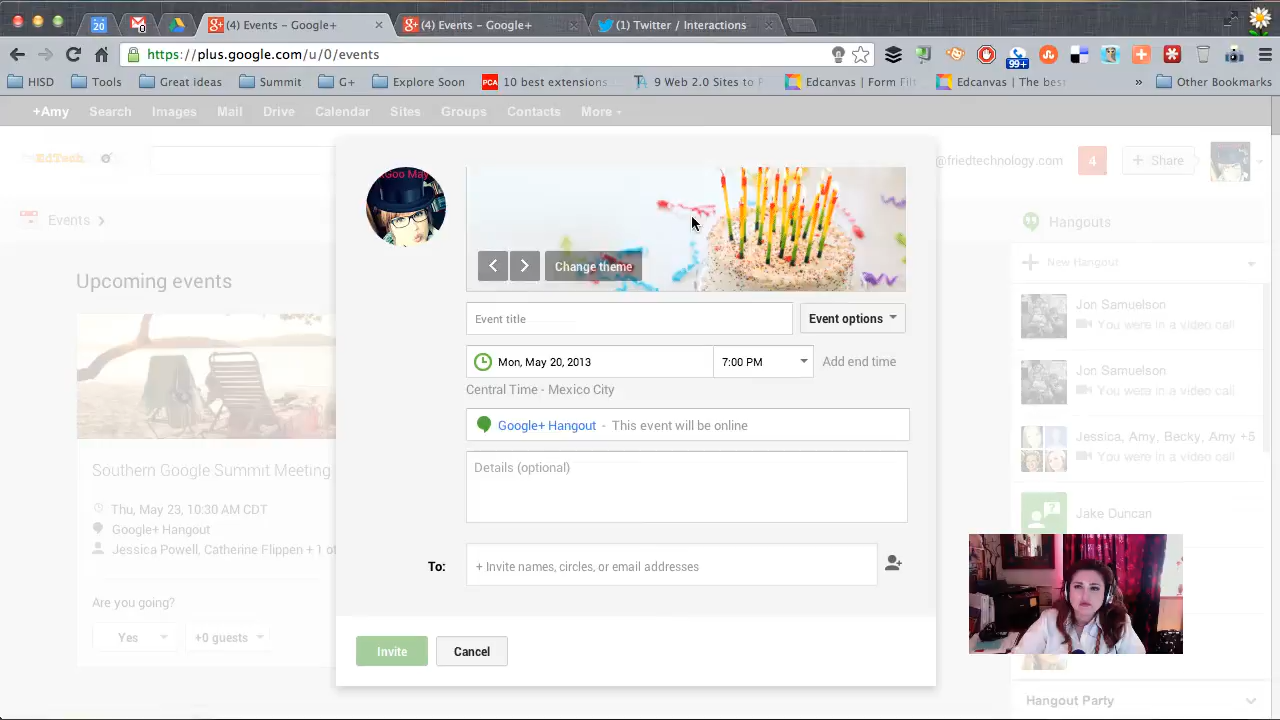 20
(4) Events - Google+
(4) Events - Google+
(1) Twitter / Interactions
https://plus.google.com/u/0/events
99+
HISD
Tools
Great ideas
Summit
G+
Explore Soon
PCA
10 best extensions
9 Web 2.0 Sites to
Edcanvas | Form Filt
Edcanvas | The Best
»
Other Bookmarks
+Amy
Search
Images
Mail
Drive
Calendar
Sites
Groups
Contacts
More
EdTech
@friedtechnology.com
4
+ Share
Events
Hangouts
New Hangout
Upcoming events
Change theme
Event title
Event options
Mon, May 20, 2013
7:00 PM
Add end time
Central Time - Mexico City
Google+ Hangout - This event will be online
Details (optional)
To:
+ Invite names, circles, or email addresses
Invite
Cancel
Southern Google Summit Meeting
Thu, May 23, 10:30 AM CDT
Google+ Hangout
Jessica Powell, Catherine Flippen + 1 ot
Are you going?
Yes
+0 guests
Jon Samuelson
You were in a video call
Jon Samuelson
You were in a video call
Jessica, Amy, Becky, Amy +5
You were in a video call
Jake Duncan
Hangout Party